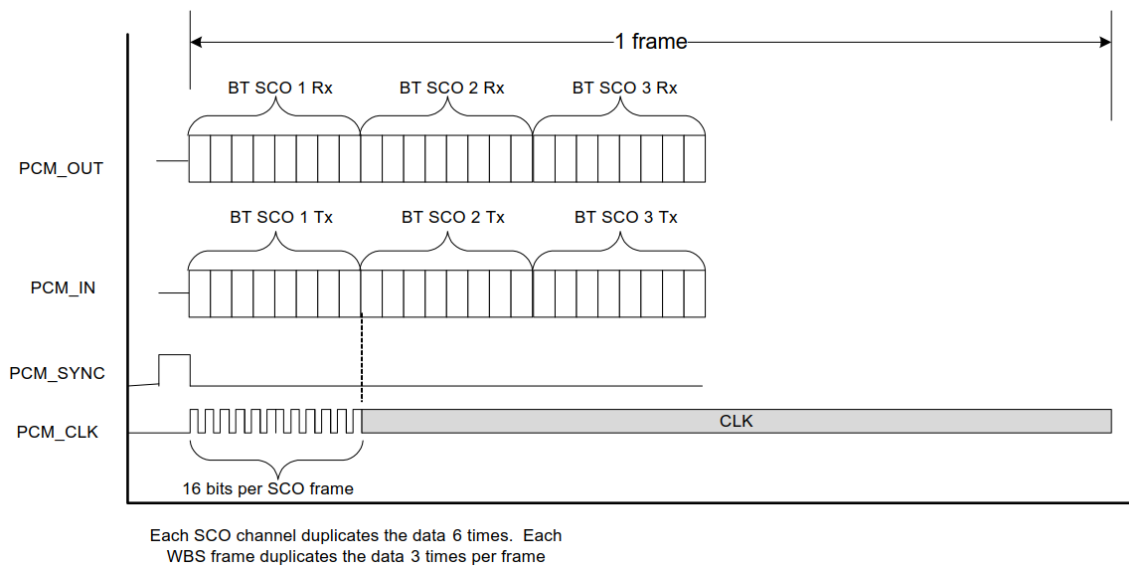 1 frame
BT SCO 1 Rx
BT SCO 2 Rx
BT SCO 3 Rx
PCM_OUT
BT SCO 1 Tx
BT SCO 2 Tx
BT SCO 3 Tx
PCM_IN
PCM_SYNC
PCM_CLK
CLK
16 bits per SCO frame
Each SCO channel duplicates the data 6 times. Each
WBS frame duplicates the data 3 times per frame